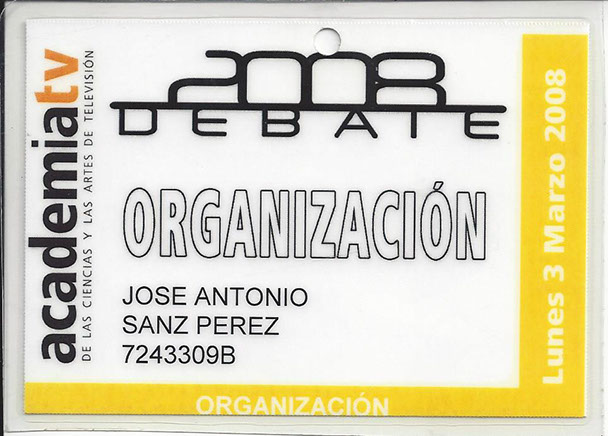 academiatv
DE LAS CIENCIAS Y LAS ARTES DE TELEVISIÓN
2008
DEBATE
ORGANIZACIÓN
JOSE ANTONIO
SANZ PEREZ
7243309B
Lunes 3 Marzo 2008
ORGANIZACIÓN